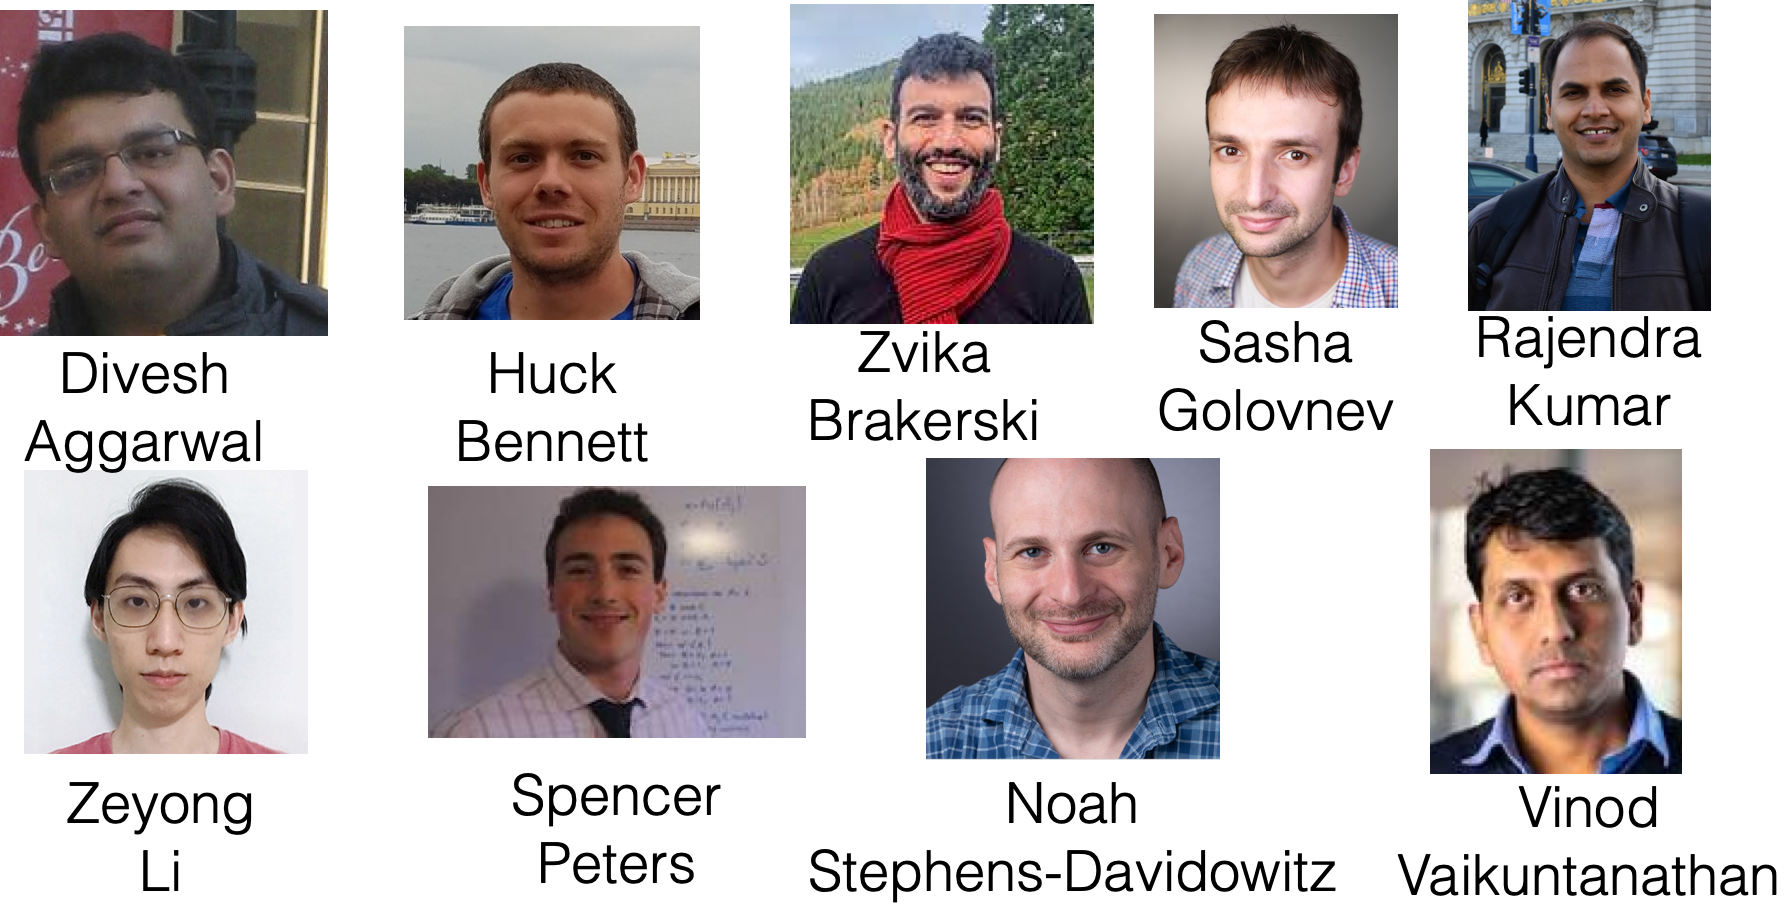 Divesh
Aggarwal
Huck
Bennett
Zvika
Brakerski
Sasha
Golovnev
Rajendra
Kumar
Zeyong
Li
Spencer
Peters
Noah
Stephens-Davidowitz
Vinod
Vaikuntanathan